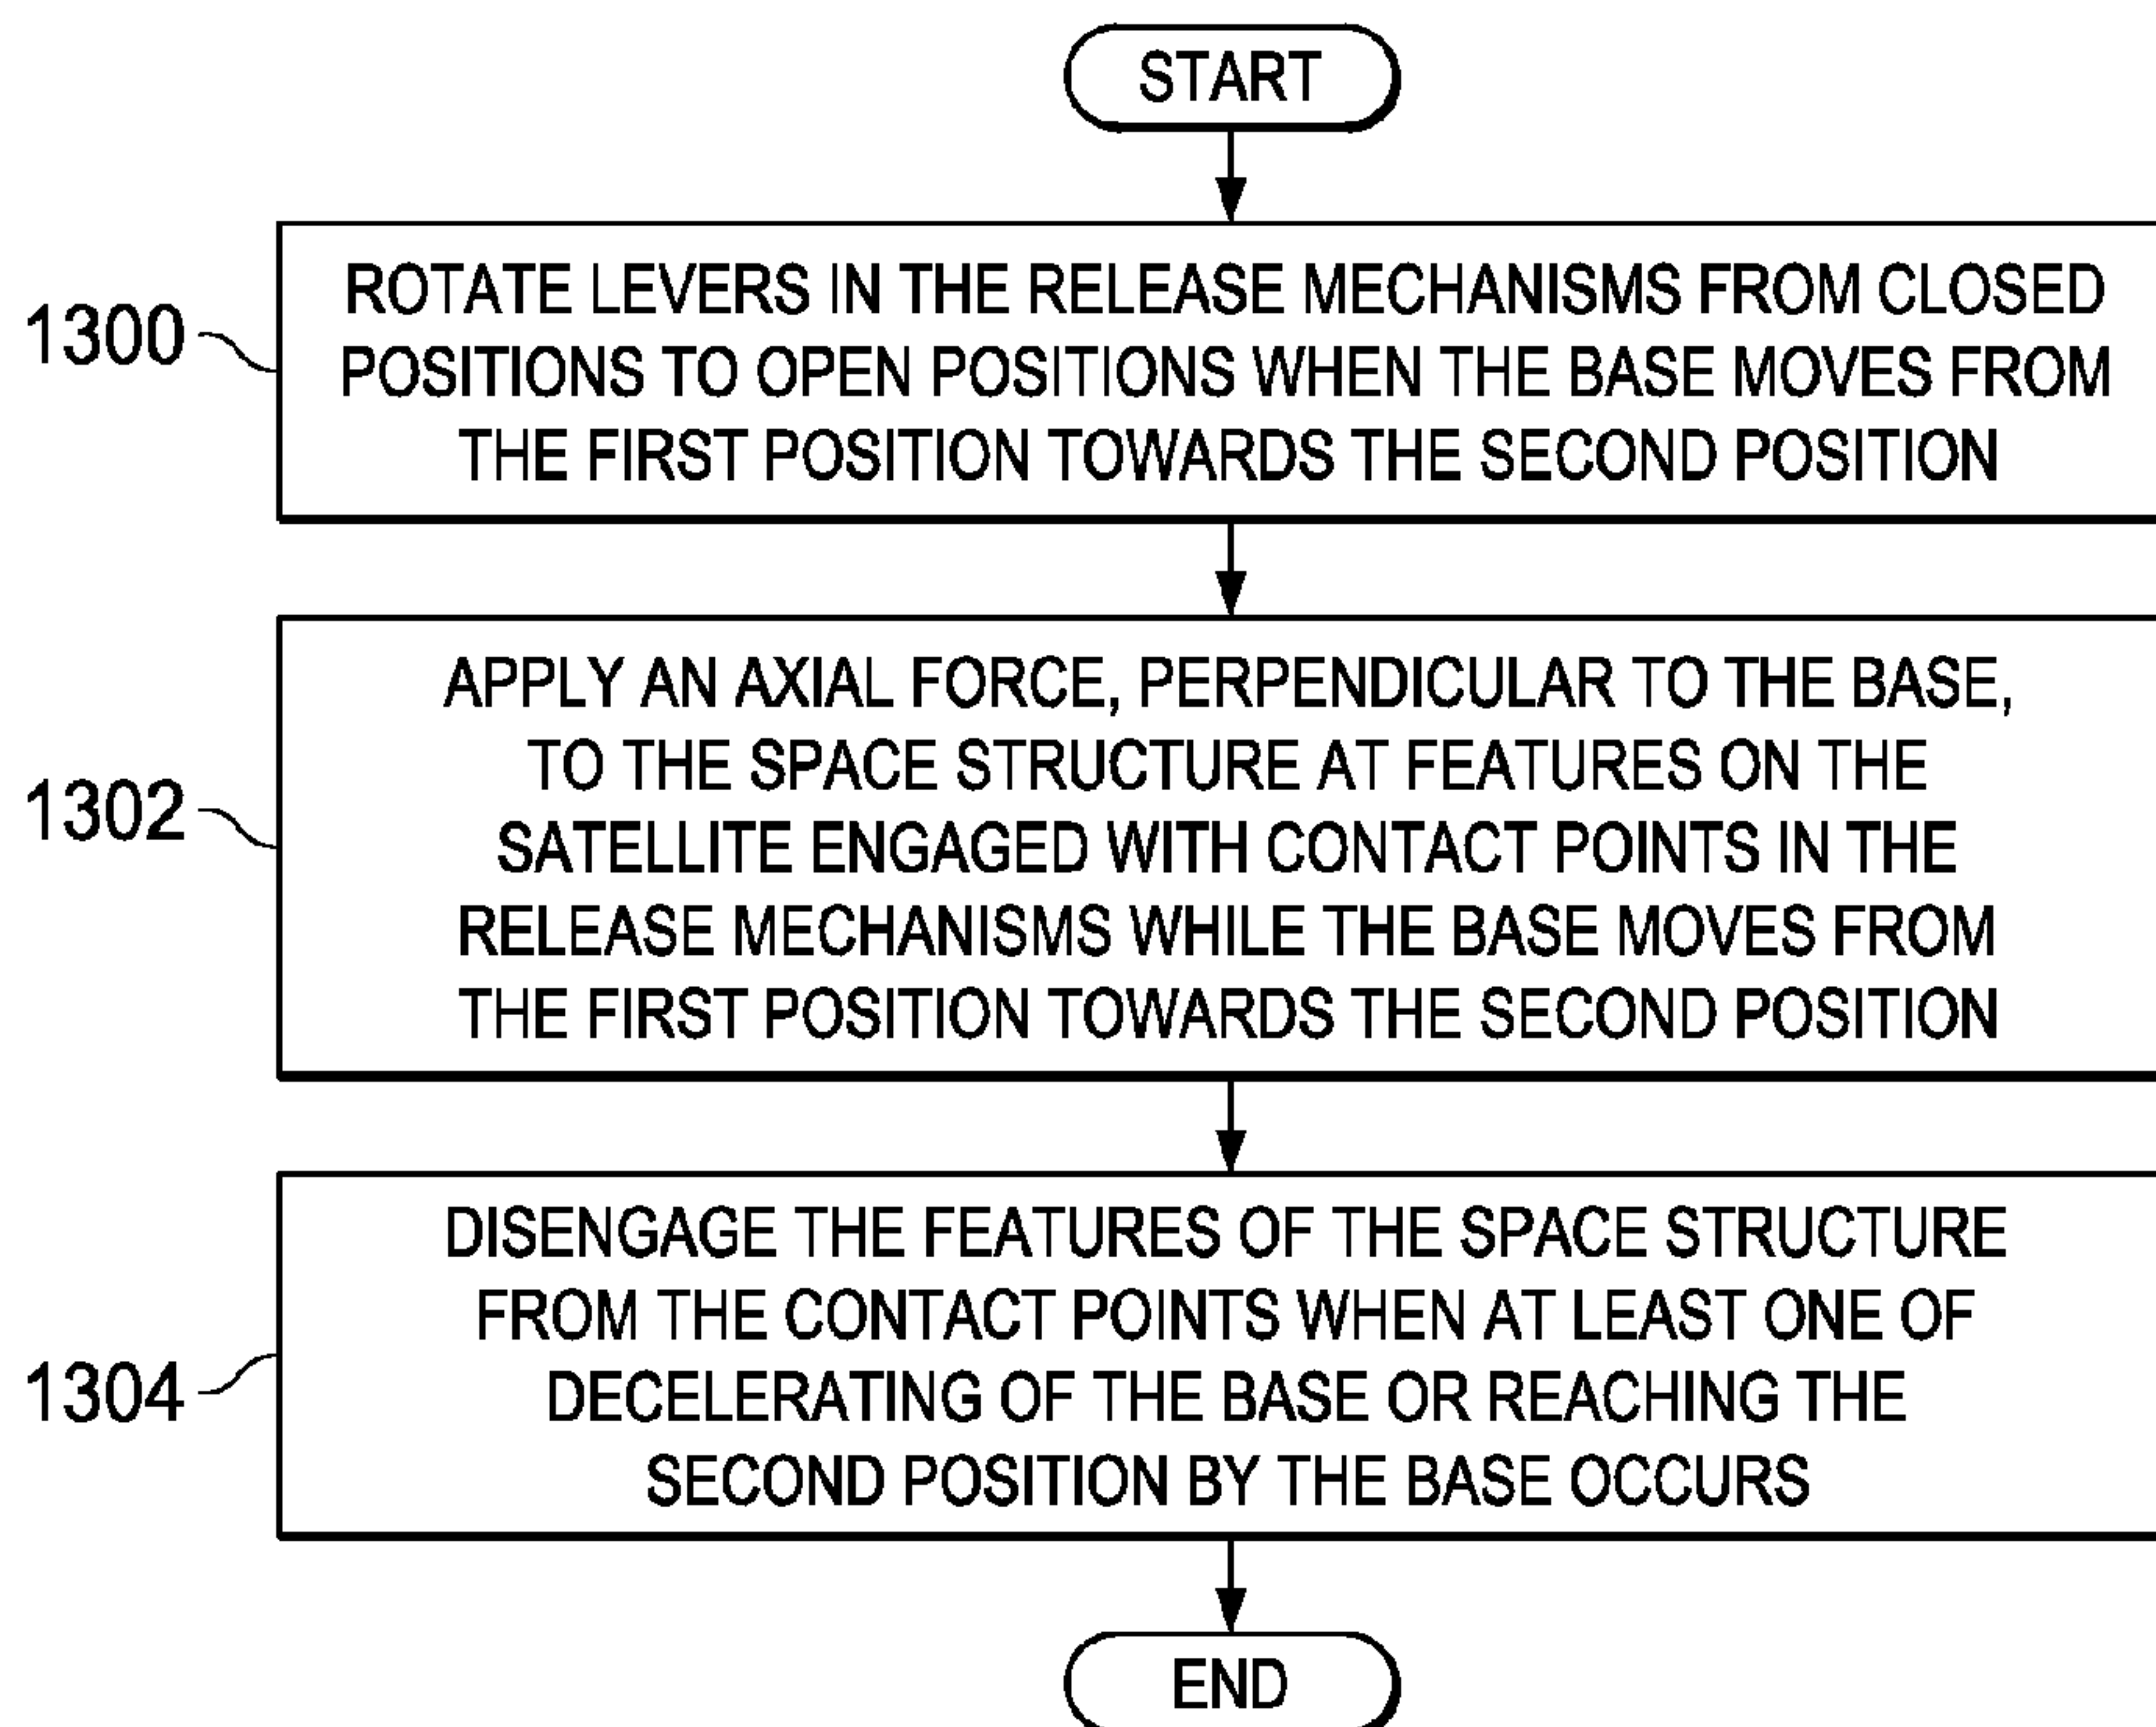 START
1300
ROTATE LEVERS IN THE RELEASE MECHANISMS FROM CLOSED
POSITIONS TO OPEN POSITIONS WHEN THE BASE MOVES FROM
THE FIRST POSITION TOWARDS THE SECOND POSITION
1302
APPLY AN AXIAL FORCE, PERPENDICULAR TO THE BASE,
TO THE SPACE STRUCTURE AT FEATURES ON THE
SATELLITE ENGAGED WITH CONTACT POINTS IN THE
RELEASE MECHANISMS WHILE THE BASE MOVES FROM
THE FIRST POSITION TOWARDS THE SECOND POSITION
1304
DISENGAGE THE FEATURES OF THE SPACE STRUCTURE
FROM THE CONTACT POINTS WHEN AT LEAST ONE OF
DECELERATING OF THE BASE OR REACHING THE
SECOND POSITION BY THE BASE OCCURS
END